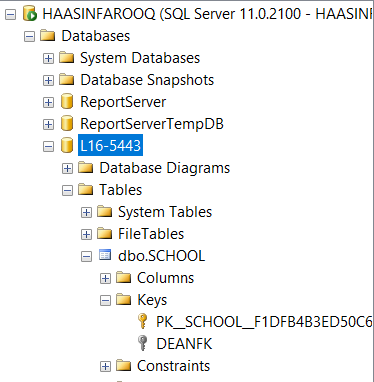 HAASINFAROOQ (SQL Server 11.0.2100 - HAASINF
Databases
System Databases
Database Snapshots
ReportServer
ReportServerTempDB
L16-5443
Database Diagrams
Tables
System Tables
FileTables
dbo.SCHOOL
Columns
Keys
PK__SCHOOL__F1DFB4B3ED50C6
DEANFK
Constraints